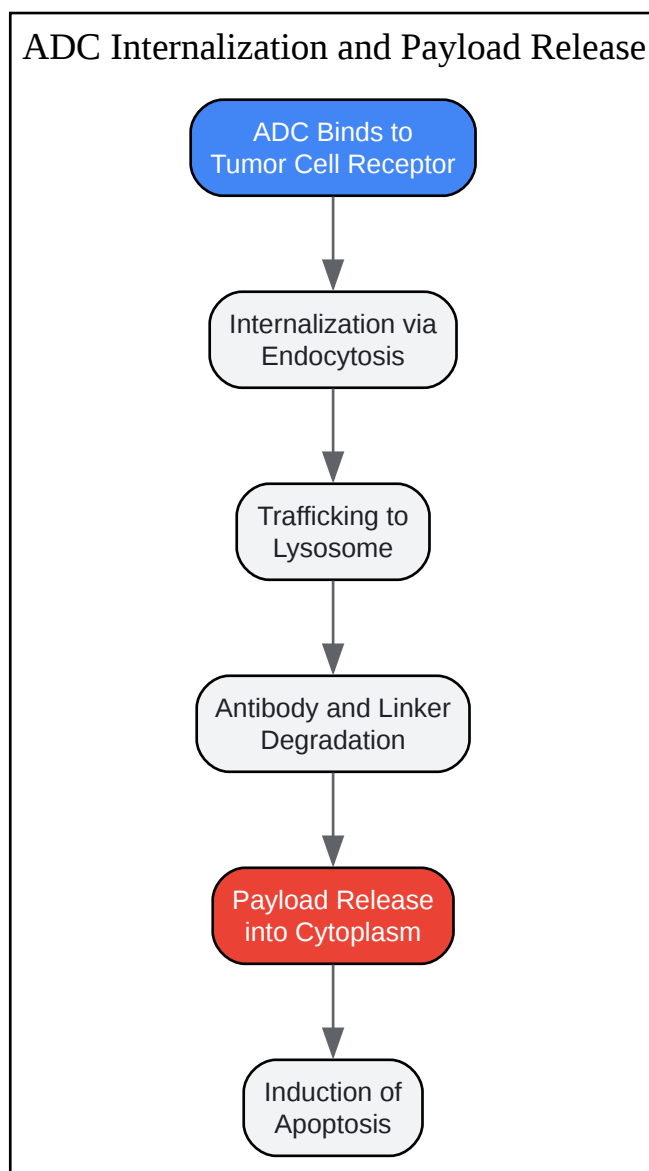 ADC Internalization and Payload Release
ADC Binds to
Tumor Cell Receptor
Internalization via
Endocytosis
Trafficking to
Lysosome
Antibody and Linker
Degradation
Payload Release
into Cytoplasm
Induction of
Apoptosis